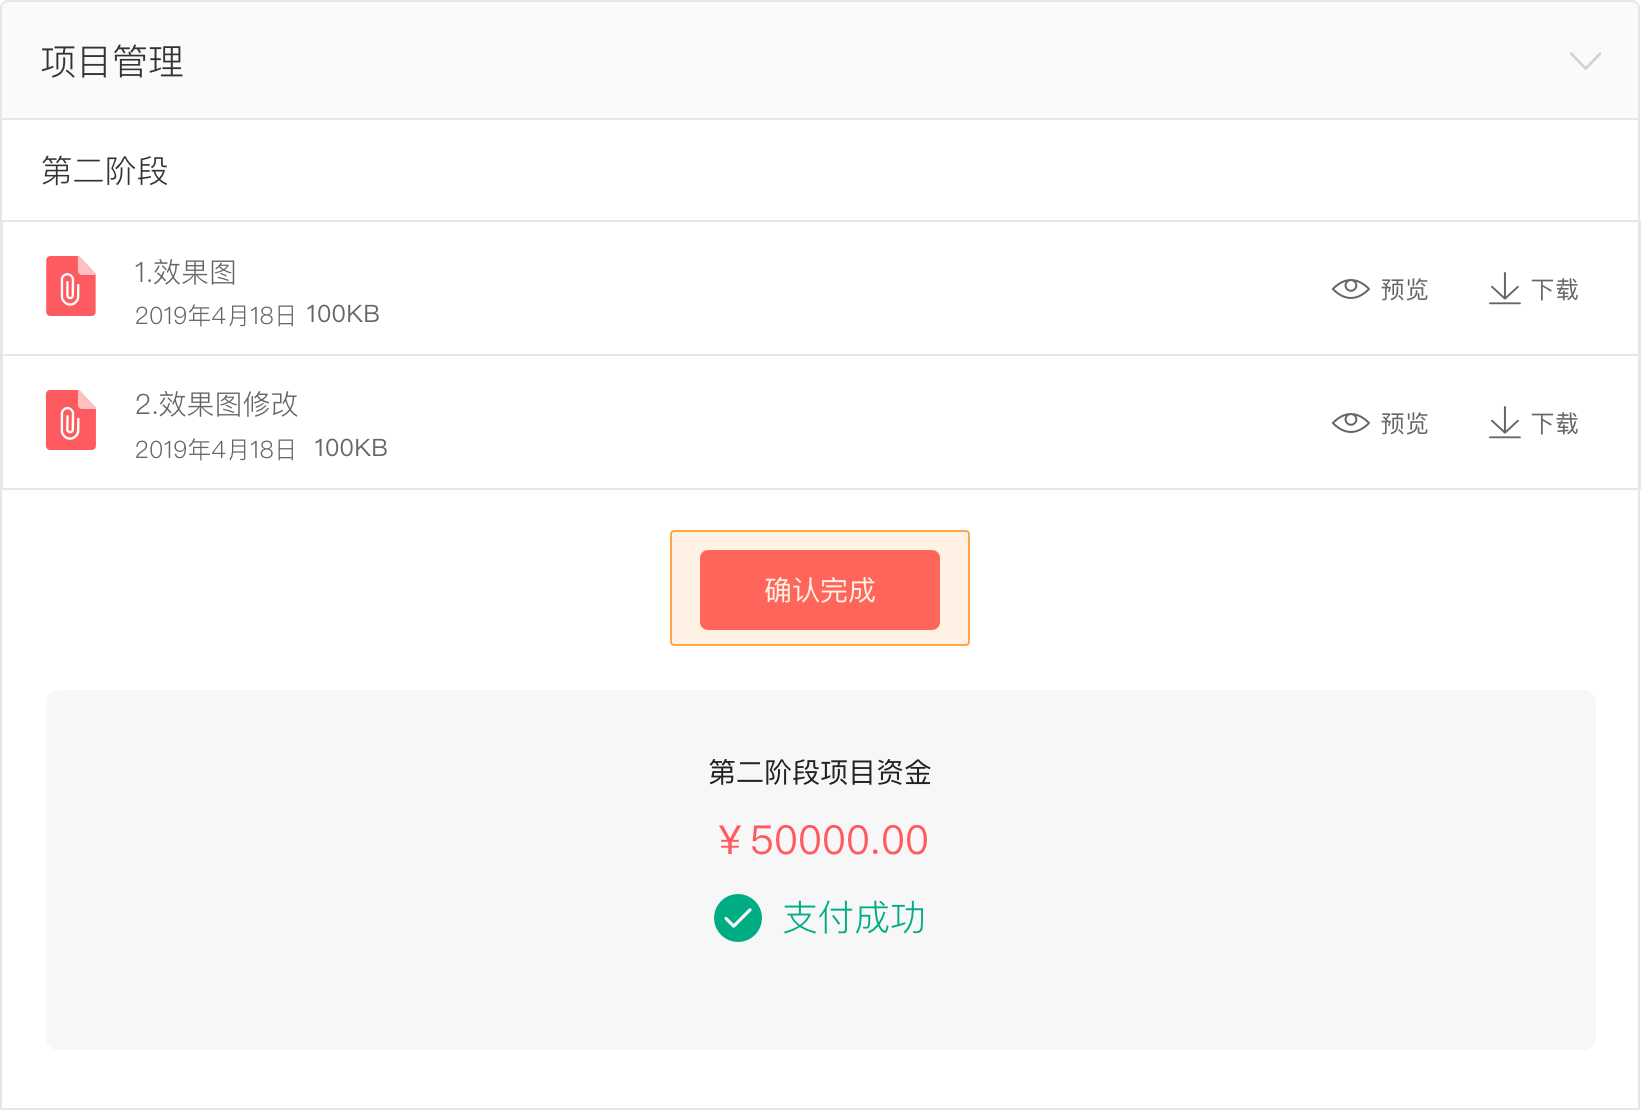 项目管理
第二阶段
1.效果图
2019年4月18日 100KB
预览 下载
2.效果图修改
2019年4月18日 100KB
预览 下载
确认完成
第二阶段项目资金
¥50000.00
支付成功